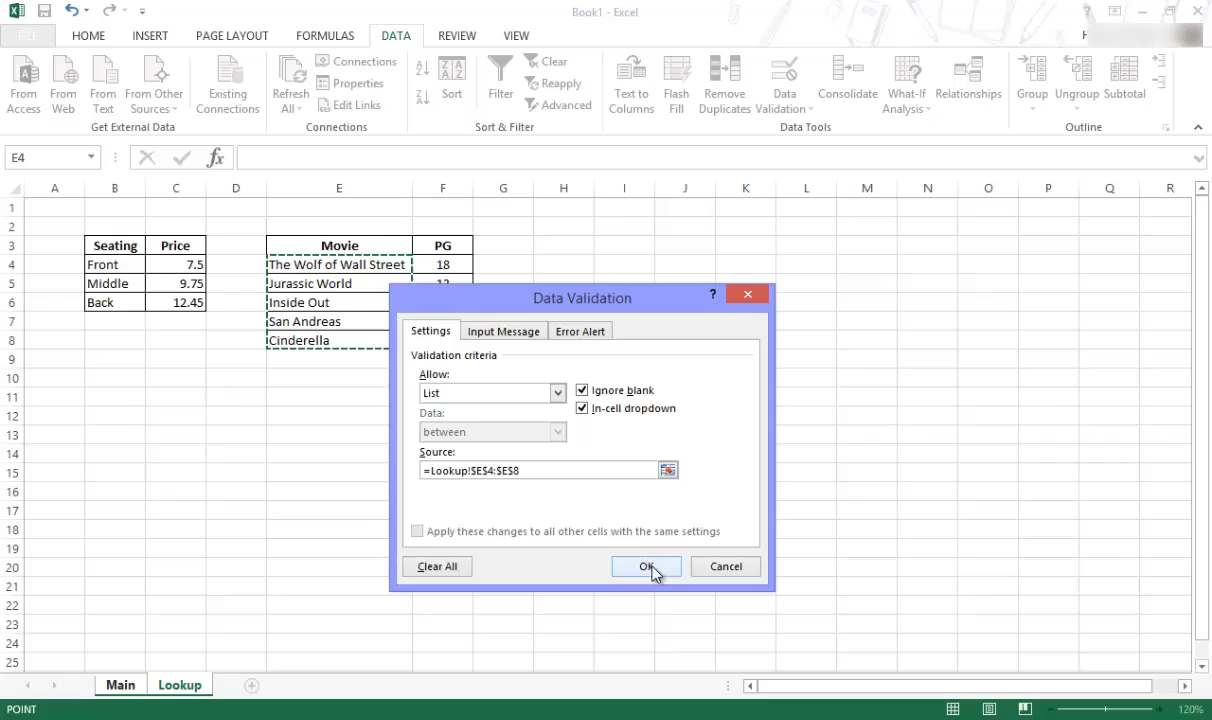 Book1 - Excel
?
FILE HOME INSERT PAGE LAYOUT FORMULAS DATA REVIEW VIEW
From Access
From Web
From Text
From Other Sources
Existing Connections
Get External Data
Refresh All
Connections
Properties
Edit Links
Connections
Sort
Filter
Clear
Reapply
Advanced
Sort & Filter
Text to Columns
Flash Fill
Remove Duplicates
Data Validation
Consolidate
What-If Analysis
Relationships
Data Tools
Group
Ungroup
Subtotal
Outline
E4 fx
A B C D E F G H I J K L M N O P Q R
1
2
3 Seating Price Movie PG
4 Front 7.5 The Wolf of Wall Street 18
5 Middle 9.75 Jurassic World
6 Back 12.45 Inside Out
7 San Andreas
8 Cinderella
9
10
11
12
13
14
15
16
17
18
19
20
21
22
23
24
25
Data Validation ?
Settings Input Message Error Alert
Validation criteria
Allow:
List
Ignore blank
In-cell dropdown
Data:
between
Source:
=Lookup!$E$4:$E$8
Apply these changes to all other cells with the same settings
Clear All OK Cancel
Main Lookup
POINT 120%